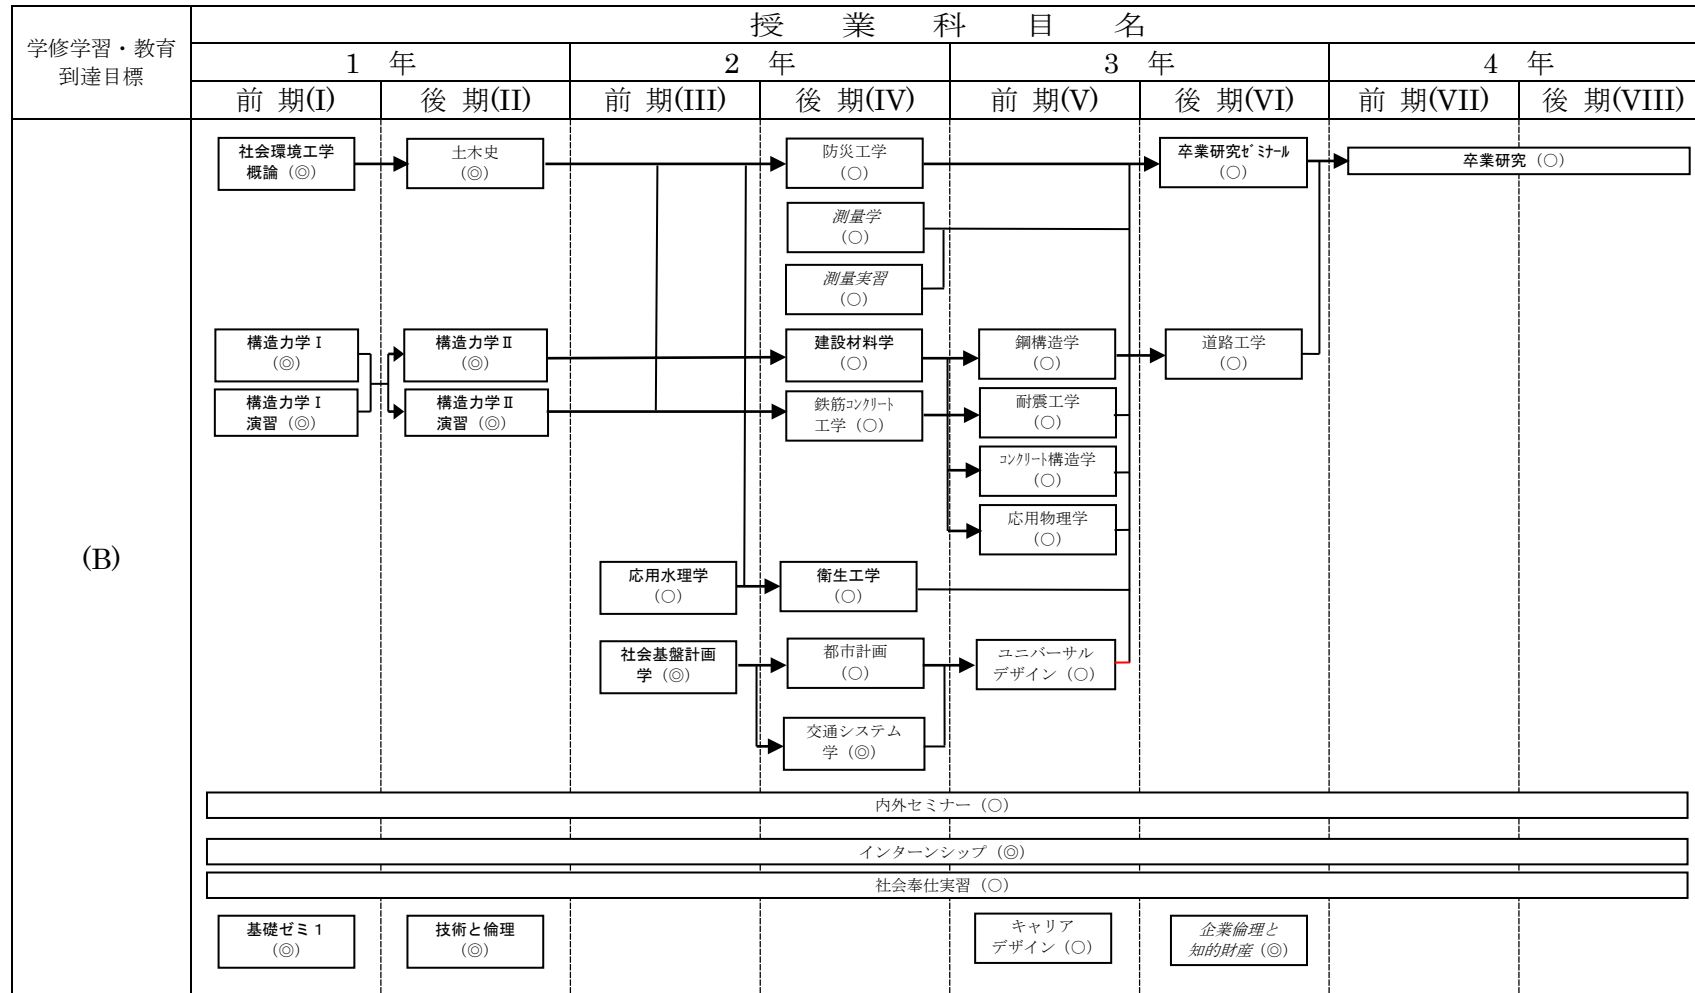 学修学習・教育
到達目標
授　業　科　目　名
1　年
2　年
3　年
4　年
前 期(I)
後 期(II)
前 期(III)
後 期(IV)
前 期(V)
後 期(VI)
前 期(VII)
後 期(VIII)
(B)
社会環境工学
概論（◎）
土木史
（◎）
防災工学
（○）
卒業研究ｾﾞﾐﾅｰﾙ
（○）
卒業研究（○）
測量学
（○）
測量実習
（○）
構造力学Ⅰ
（◎）
構造力学Ⅱ
（◎）
建設材料学
（○）
鋼構造学
（○）
道路工学
（○）
構造力学Ⅰ
演習（◎）
構造力学Ⅱ
演習（◎）
鉄筋ｺﾝｸﾘｰﾄ
工学（○）
耐震工学
（○）
ｺﾝｸﾘｰﾄ構造学
（○）
応用物理学
（○）
応用水理学
（○）
衛生工学
（○）
社会基盤計画
学（◎）
都市計画
（○）
ユニバーサル
デザイン（○）
交通システム
学（◎）
内外セミナー（○）
インターンシップ（◎）
社会奉仕実習（○）
基礎ゼミ１
（◎）
技術と倫理
（◎）
キャリア
デザイン（○）
企業倫理と
知的財産（◎）